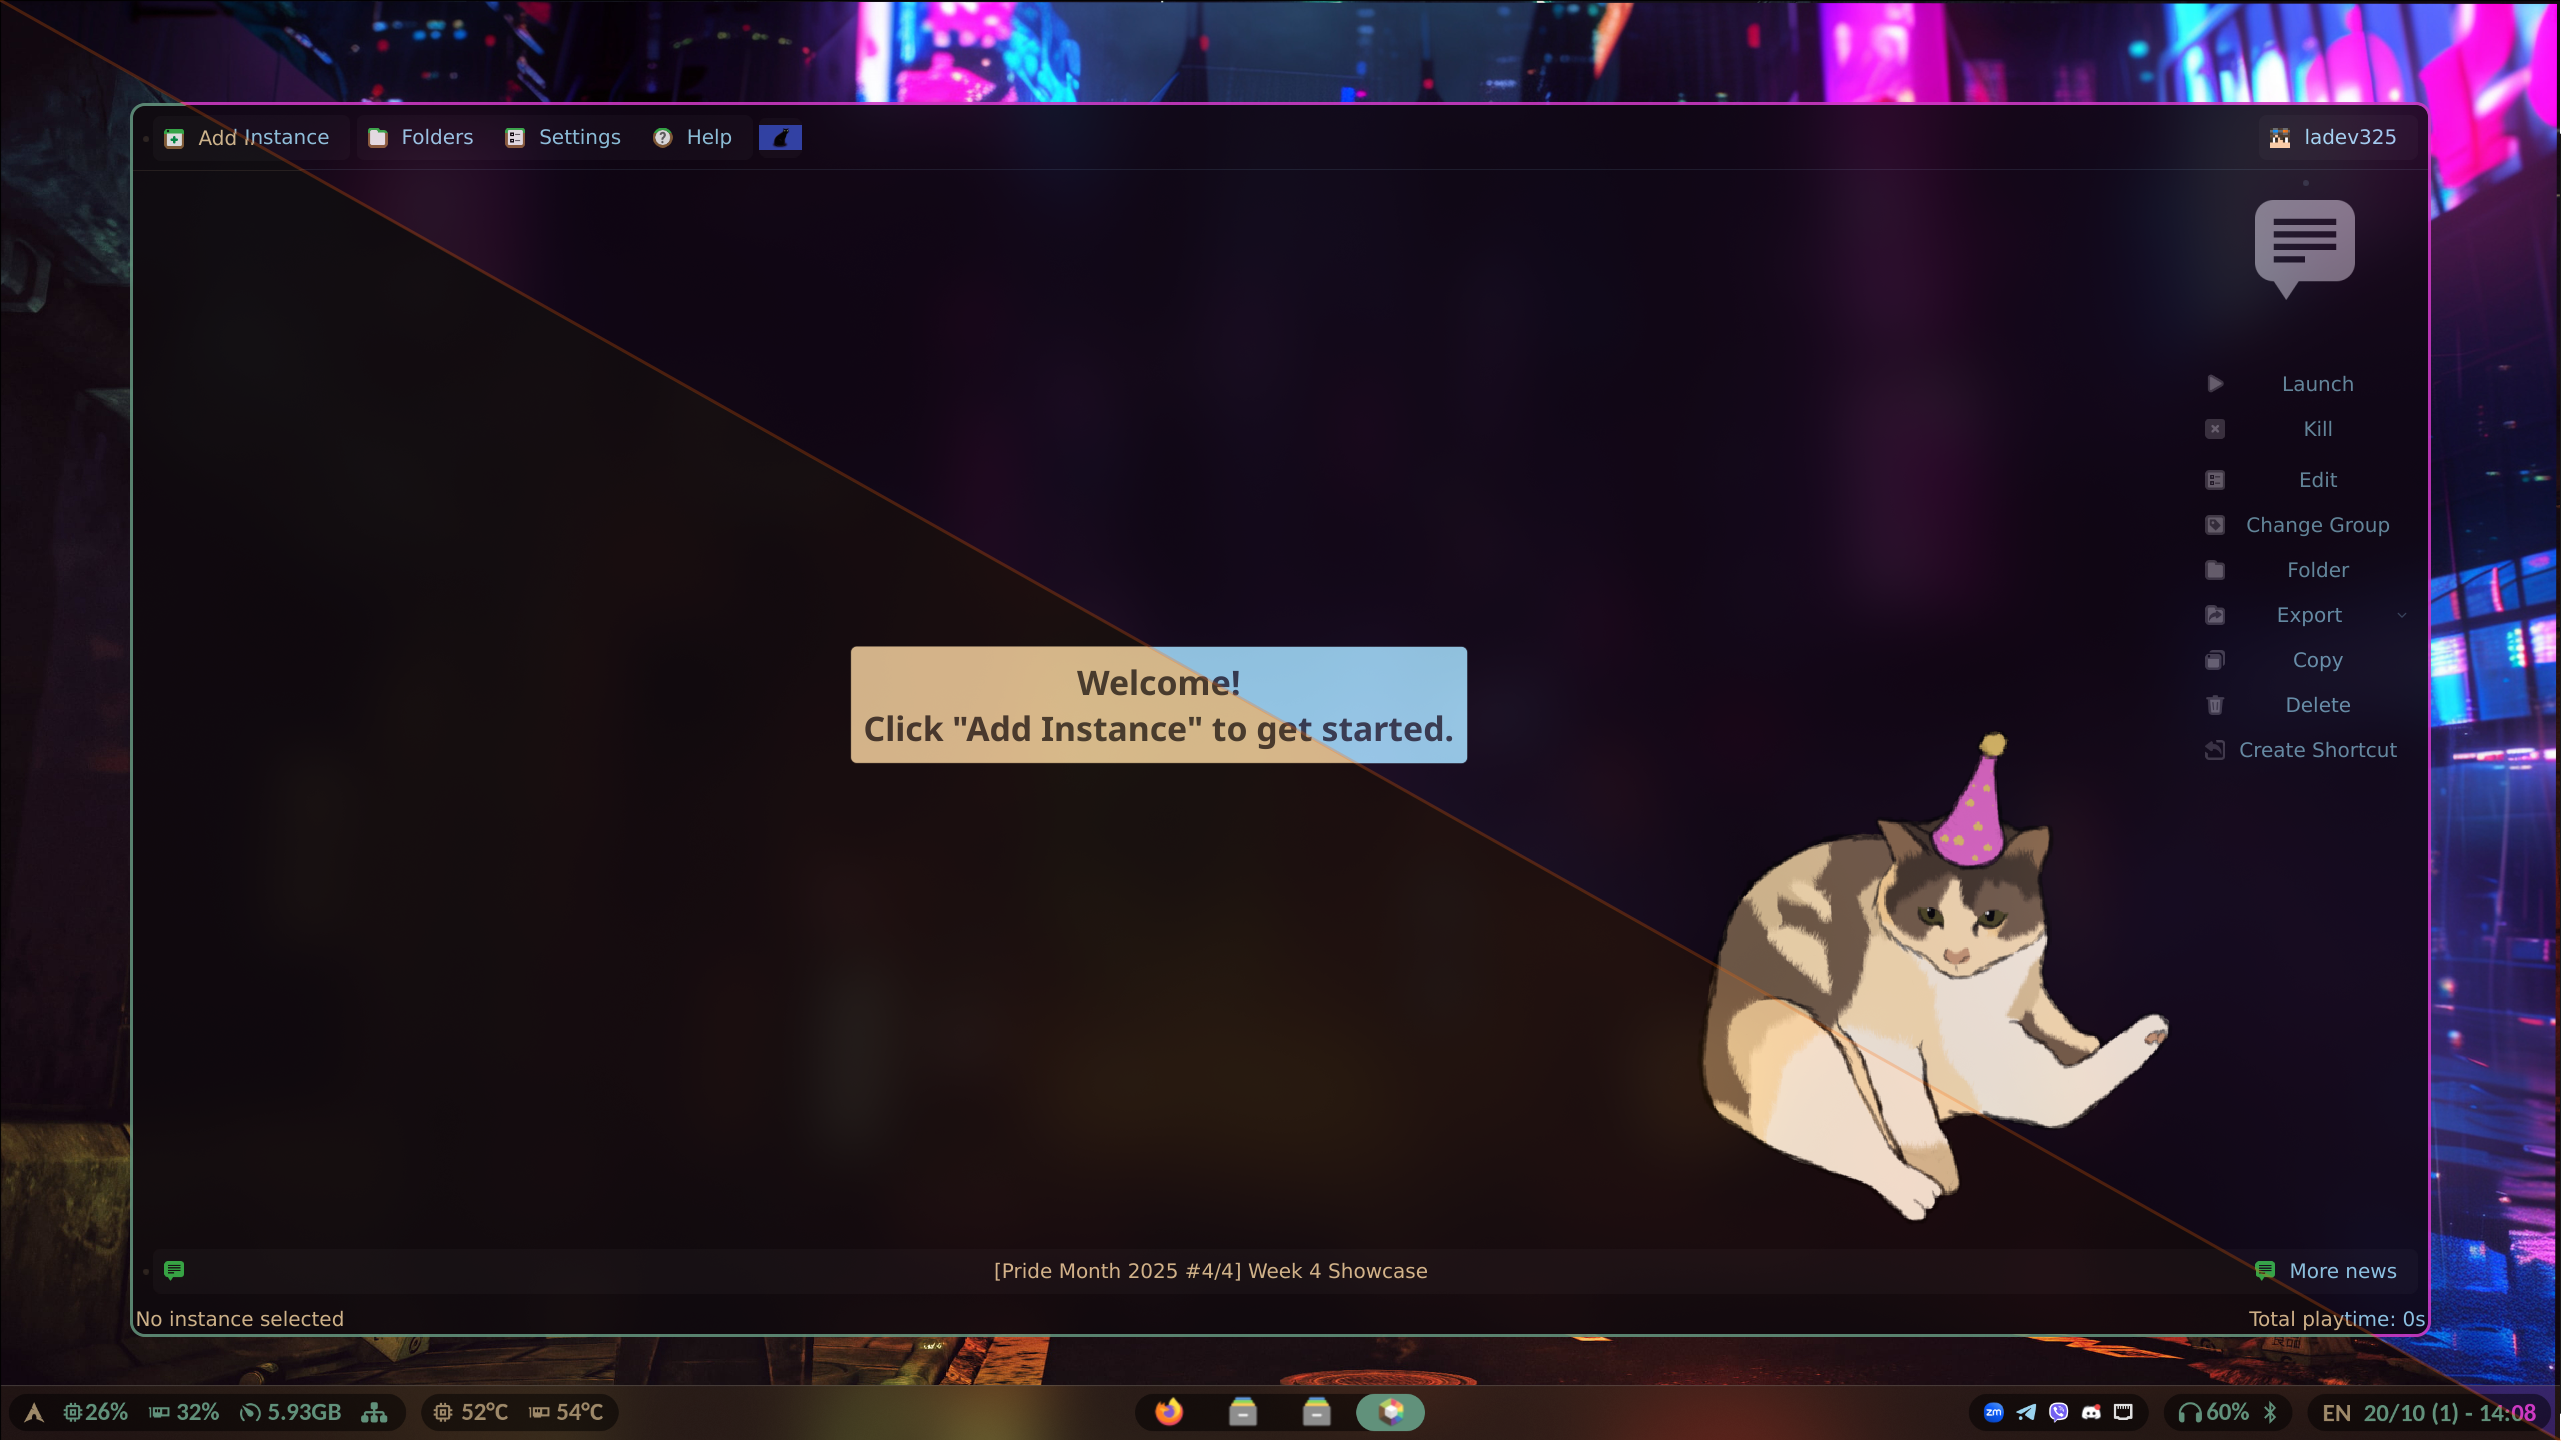 Add Instance
Folders
Settings
Help
ladev325
Launch
Kill
Edit
Change Group
Folder
Export
Copy
Delete
Create Shortcut
Welcome!
Click "Add Instance" to get started.
[Pride Month 2025 #4/4] Week 4 Showcase
More news
No instance selected
Total playtime: 0s
26% 32% 5.93GB
52°C 54°C
zm
60%
EN 20/10 (1) - 14:08